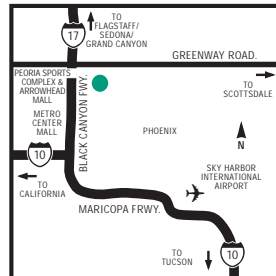 TO
FLAGSTAFF/
SEDONA/
GRAND CANYON
17
GREENWAY ROAD.
PEORIA SPORTS
COMPLEX &
ARROWHEAD
MALL
TO
SCOTTSDALE
BLACK CANYON FWY.
METRO
CENTER
MALL
PHOENIX
N
10
SKY HARBOR
INTERNATIONAL
AIRPORT
TO
CALIFORNIA
MARICOPA FRWY.
TO
TUCSON
10